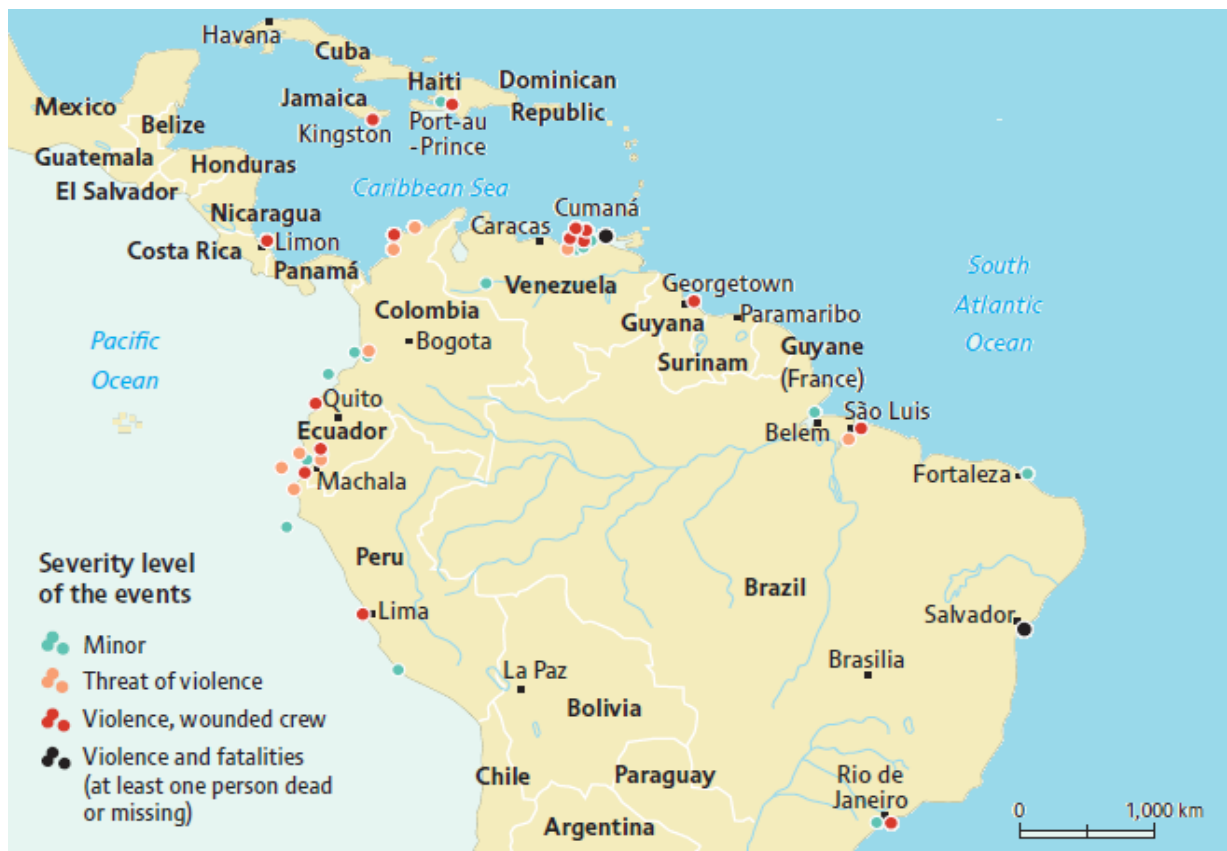 Havana
Cuba
Haiti
Dominican
Republic
Jamaica
Kingston
Port-au
-Prince
Mexico
Belize
Guatemala
Honduras
El Salvador
Caribbean Sea
Nicaragua
Cumaná
Caracas
Limon
Costa Rica
Panamá
Venezuela
Georgetown
South
Atlantic
Ocean
Colombia
Guyana
Paramaribo
Bogota
Surinam
Guyane
(France)
Pacific
Ocean
Quito
São Luis
Belem
Ecuador
Machala
Fortaleza
Severity level
of the events
Peru
Brazil
Lima
Salvador
Minor
La Paz
Brasilia
Threat of violence
Bolivia
Violence, wounded crew
Violence and fatalities
(at least one person dead
or missing)
Chile
Paraguay
Rio de
Janeiro
Argentina
0
1,000 km